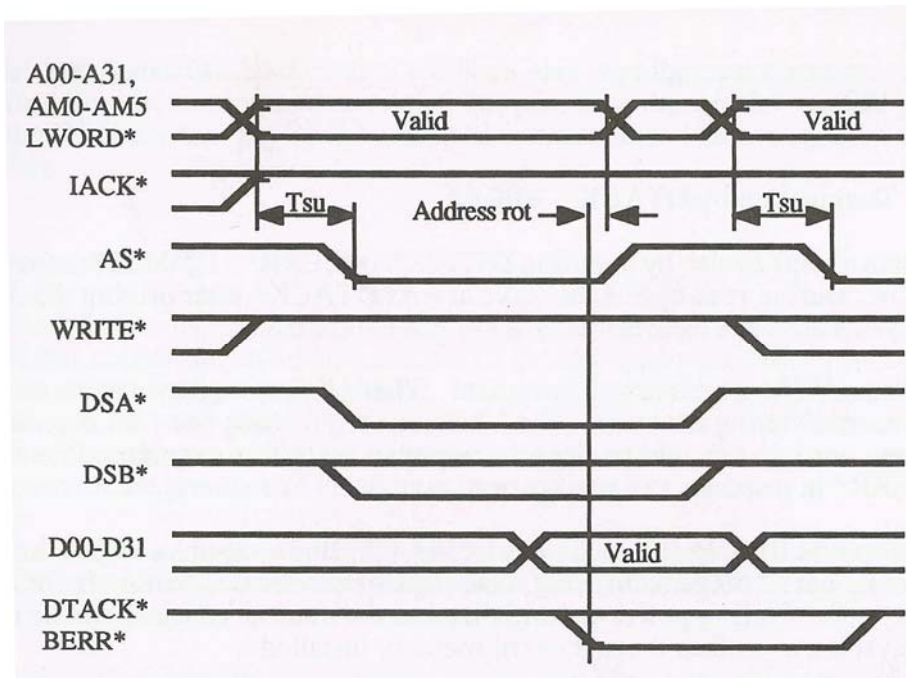 A00-A31,
AM0-AM5
LWORD*
Valid
Valid
IACK*
Tsu
Address rot
Tsu
AS*
WRITE*
DSA*
DSB*
D00-D31
Valid
DTACK*
BERR*